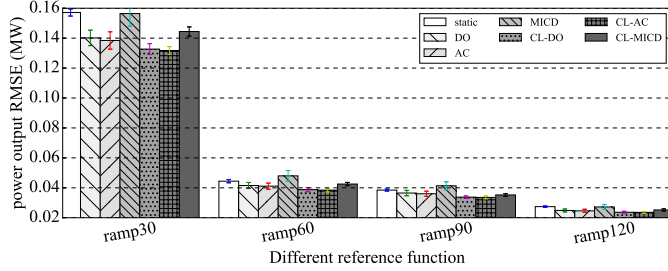 power output RMSE (MW)
0.16
0.14
0.12
0.10
0.08
0.06
0.04
0.02
static
DO
AC
MICD
CL-DO
CL-AC
CL-MICD
ramp30
ramp60
ramp90
ramp120
Different reference function